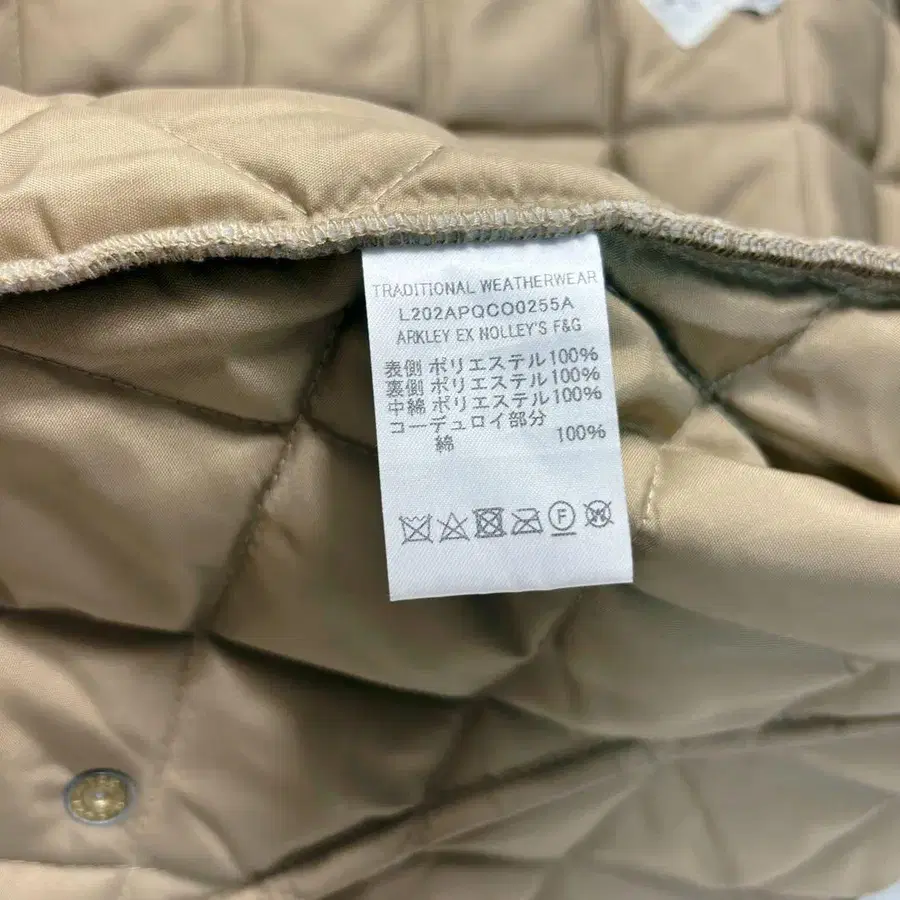 TRADITIONAL WEATHERWEAR
L202APQCO0255A
ARKLEY EX NOLLEY'S F&G
表側 ポリエステル100%
裏側 ポリエステル100%
中綿 ポリエステル100%
コーデュロイ部分
綿 100%
F W